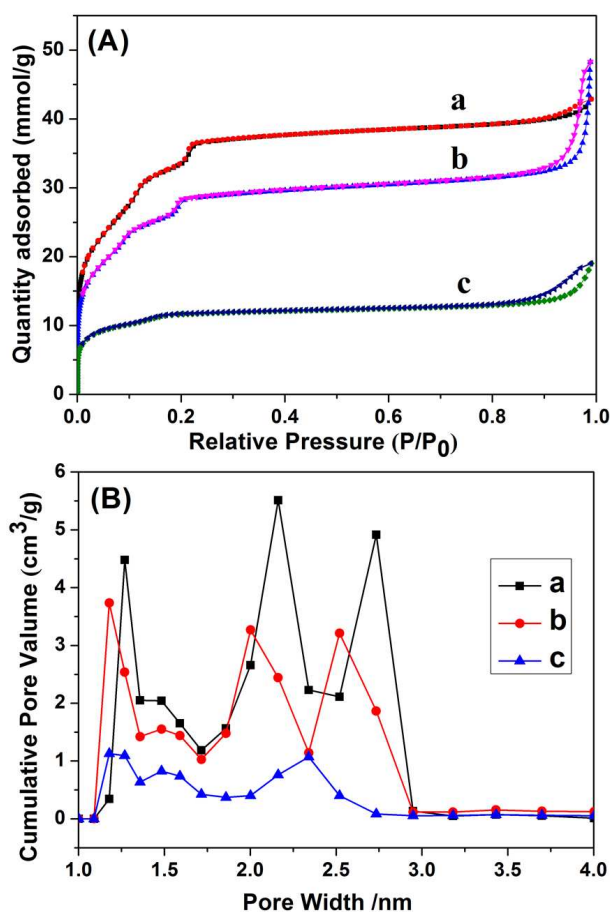 (A)
50
40
30
20
10
0
Quantity adsorbed (mmol/g)
a
b
c
0.0 0.2 0.4 0.6 0.8 1.0
Relative Pressure (P/P0)
(B)
6
5
4
3
2
1
0
Cumulative Pore Valume (cm3/g)
a
b
c
1.0 1.5 2.0 2.5 3.0 3.5 4.0
Pore Width /nm